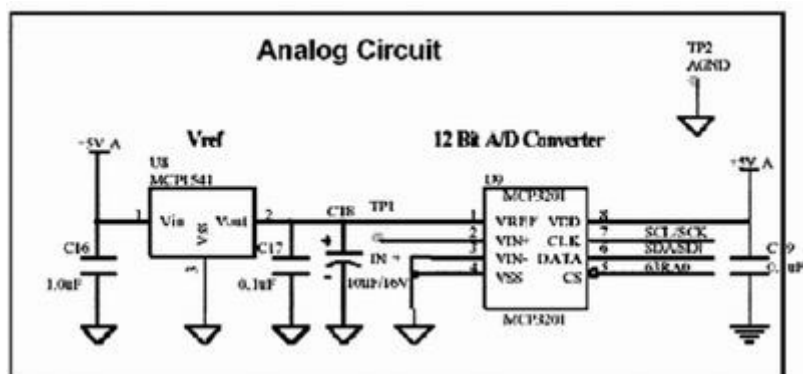 Analog Circuit
TP2
AGND
+5V_A
Vref
12 Bit A/D Converter
+5V_A
U8
MCP1541
U9
MCP3201
1
Vin
Vout
2
Vss
3
C18
TP1
1
VREF
VDD
8
2
VIN+
CLK
7
SCL/SCK
3
VIN-
DATA
6
SDA/SDI
4
VSS
CS
5
63RA0
C16
1.0uF
C17
0.1uF
+
-
IN +
10uF/16V
MCP3201